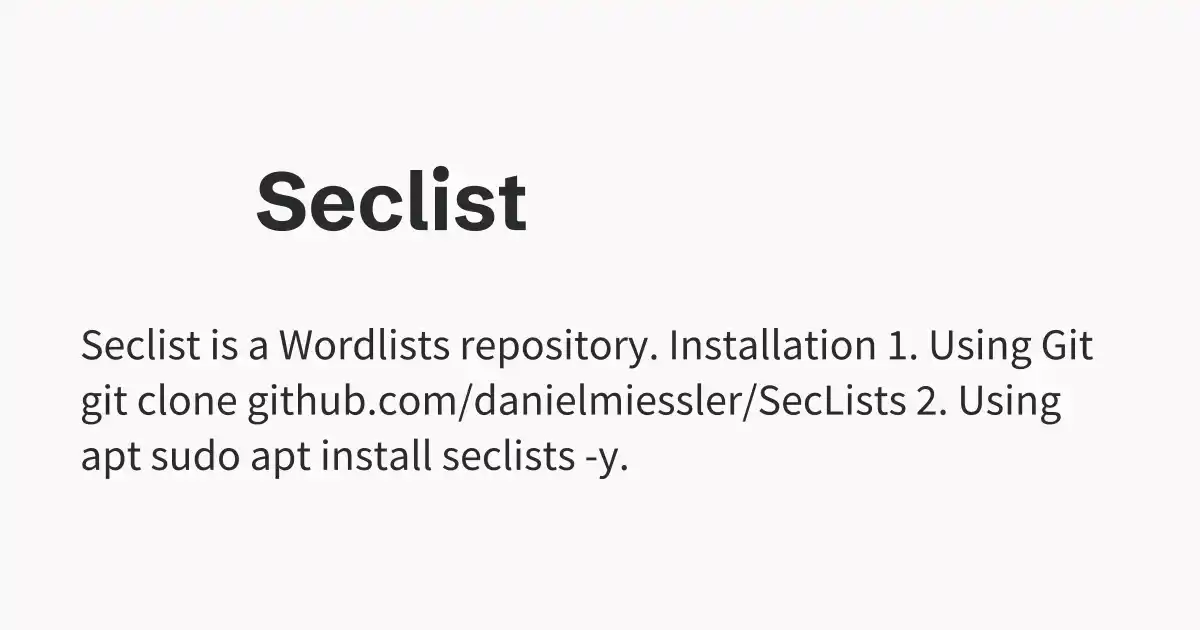 Seclist
Seclist is a Wordlists repository. Installation 1. Using Git
git clone github.com/danielmiessler/SecLists 2. Using
apt sudo apt install seclists -y.